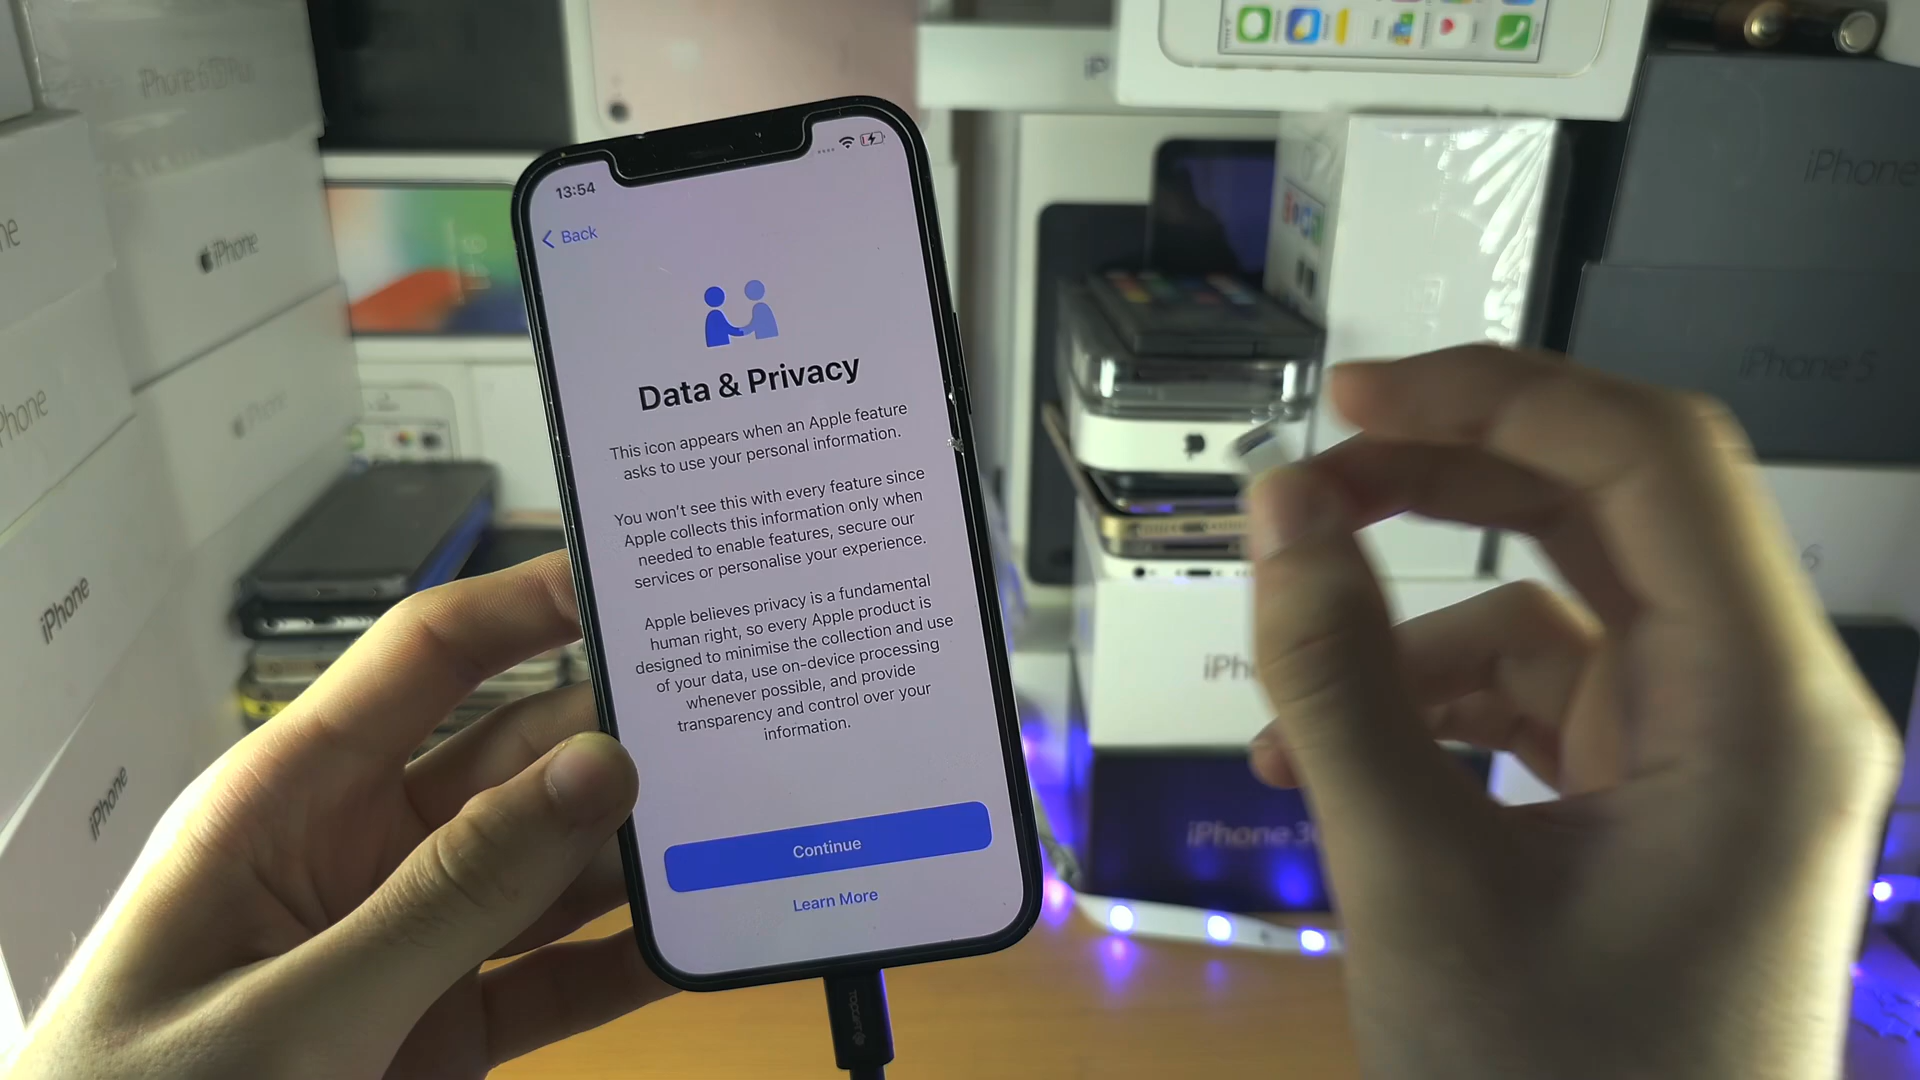 13:54
Back
Data & Privacy
This icon appears when an Apple feature
asks to use your personal information.
You won't see this with every feature since
Apple collects this information only when
needed to enable features, secure our
services or personalise your experience.
Apple believes privacy is a fundamental
human right, so every Apple product is
designed to minimise the collection and use
of your data, use on-device processing
whenever possible, and provide
transparency and control over your
information.
Continue
Learn More
iPhone
iPhone
iPhone
iPhone
iPhone
iPhone
iPhone 5
6
iPhone